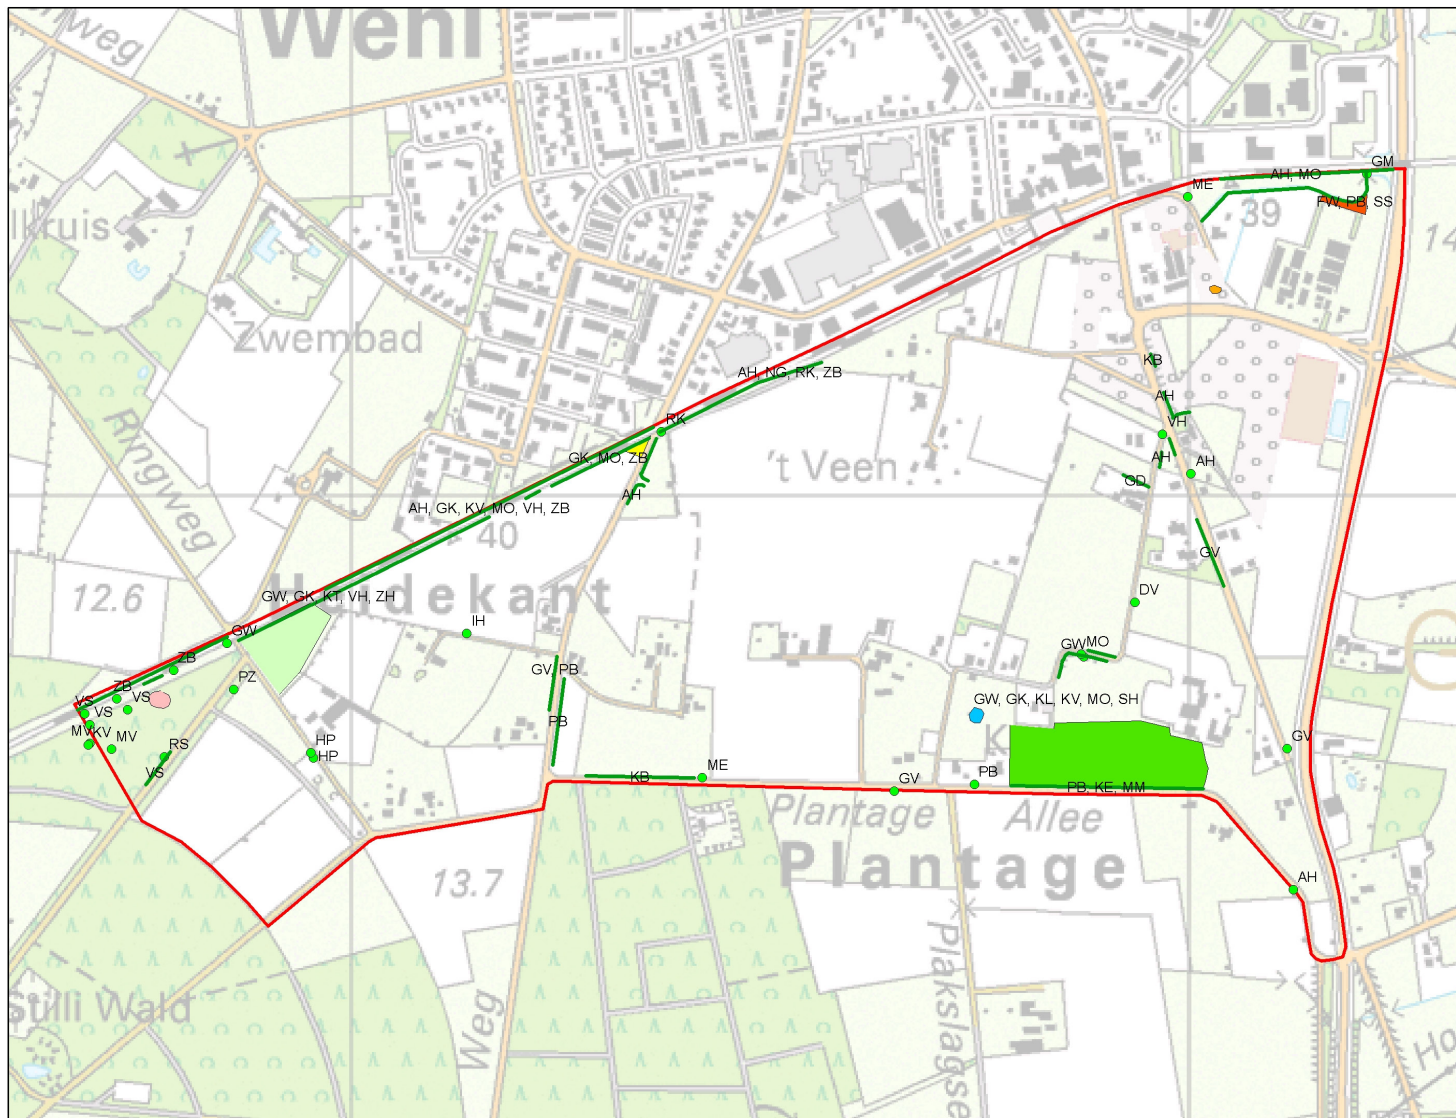 Wehl
GM
AH, MO
ME
FW, PB, SS
39
14
lkruis
Zwembad
KB
AH, NG, RK, ZB
AH
RK
VH
Ringweg
GK, MO, ZB
't Veen
AH
AH
GD
AH
AH, GK, KV, MO, VH, ZB
40
GV
12.6
Heidekant
GW, GK, KT, VH, ZH
DV
GW
IH
GW
MO
ZB
GV, PB
PZ
ZB
VS
VS
VS
GW, GK, KL, KV, MO, SH
PB
MV
KV
MV
RS
HP
HP
K
GV
VS
KB
ME
GV
PB
PB, KE, MM
Plantage
Allee
Plantage
13.7
AH
Plakslagse
Stilli Wald
Weg
Ho